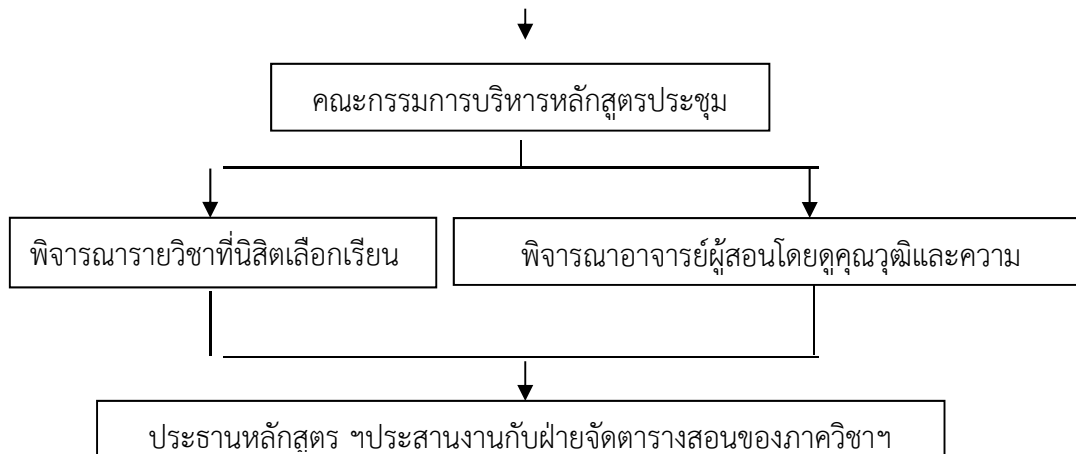 คณะกรรมการบริหารหลักสูตรประชุม
พิจารณารายวิชาที่นิสิตเลือกเรียน
พิจารณาอาจารย์ผู้สอนโดยดูคุณวุฒิและความ
ประธานหลักสูตร ฯประสานงานกับฝ่ายจัดตารางสอนของภาควิชาฯ